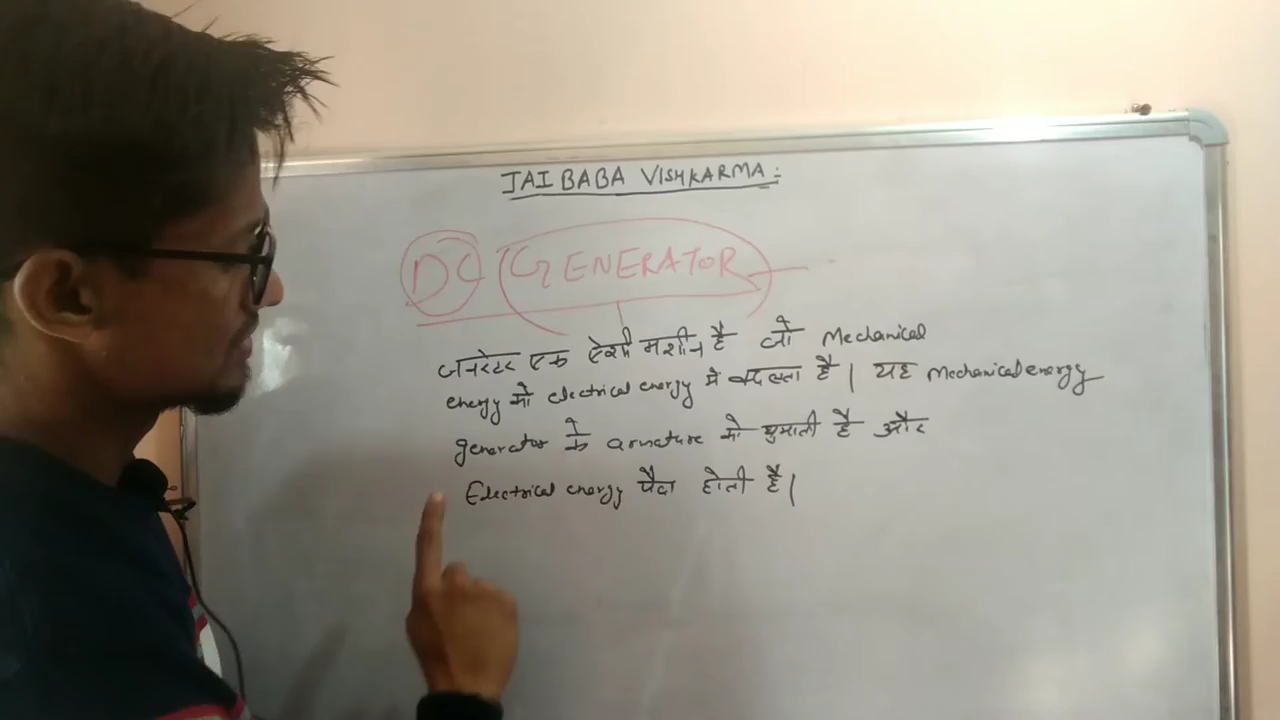 JAI BABA VISHKARMA :
DC GENERATOR
जनरेटर एक ऐसी मशीन है जो Mechanical
energy को electrical energy में बदलता है। यह Mechanical energy
generator के armature को घुमाती है और
Electrical energy पैदा होती है।